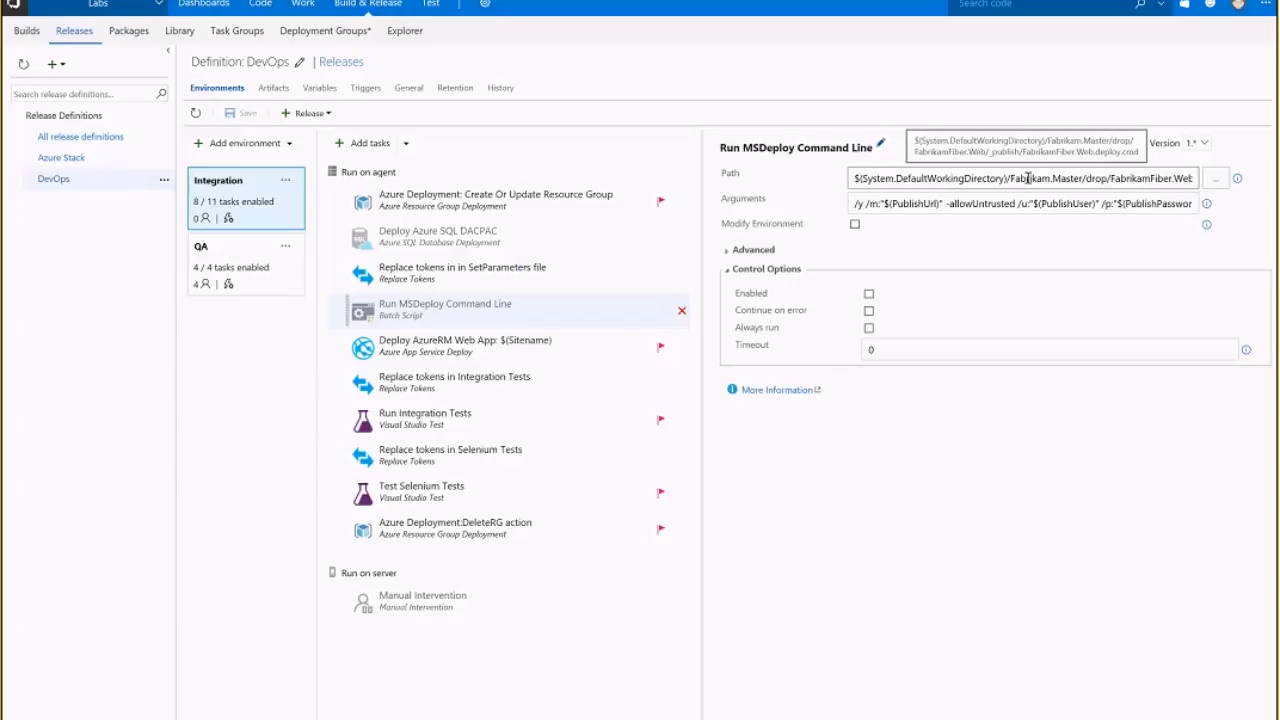 Labs
Dashboards Code Work Build & Release Test
Search code
Builds Releases Packages Library Task Groups Deployment Groups* Explorer
Search release definitions...
Release Definitions
All release definitions
Azure Stack
DevOps ...
Definition: DevOps | Releases
Environments Artifacts Variables Triggers General Retention History
Save + Release
+ Add environment
Integration ...
8 / 11 tasks enabled
0
QA ...
4 / 4 tasks enabled
4
+ Add tasks
Run on agent
Azure Deployment: Create Or Update Resource Group
Azure Resource Group Deployment
Deploy Azure SQL DACPAC
Azure SQL Database Deployment
Replace tokens in in SetParameters file
Replace Tokens
Run MSDeploy Command Line
Batch Script
Deploy AzureRM Web App: $(Sitename)
Azure App Service Deploy
Replace tokens in Integration Tests
Replace Tokens
Run Integration Tests
Visual Studio Test
Replace tokens in Selenium Tests
Replace Tokens
Test Selenium Tests
Visual Studio Test
Azure Deployment:DeleteRG action
Azure Resource Group Deployment
Run on server
Manual Intervention
Manual Intervention
Run MSDeploy Command Line
$(System.DefaultWorkingDirectory)/Fabrikam.Master/drop/
FabrikamFiber.Web/_publish/FabrikamFiber.Web.deploy.cmd
Version 1.*
Path $(System.DefaultWorkingDirectory)/Fabrikam.Master/drop/FabrikamFiber.Web ...
Arguments /y /m:"$(PublishUrl)" -allowUntrusted /u:"$(PublishUser)" /p:"$(PublishPasswor
Modify Environment
Advanced
Control Options
Enabled
Continue on error
Always run
Timeout 0
More Information